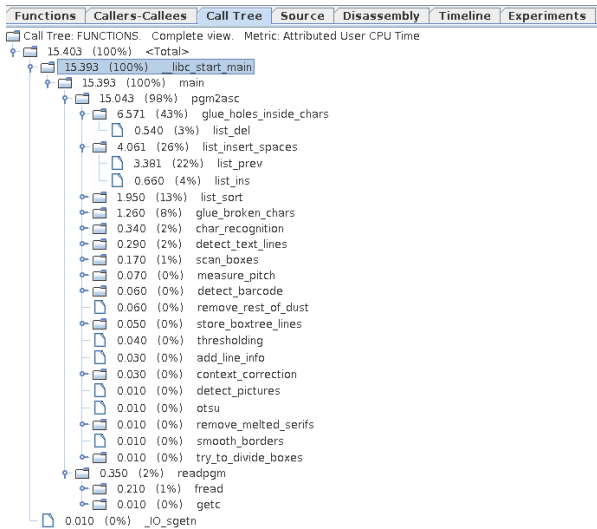 Functions Callers-Callees Call Tree Source Disassembly Timeline Experiments
Call Tree: FUNCTIONS. Complete view. Metric: Attributed User CPU Time
15.403 (100%) <Total>
15.393 (100%) __libc_start_main
15.393 (100%) main
15.043 (98%) pgm2asc
6.571 (43%) glue_holes_inside_chars
0.540 (3%) list_del
4.061 (26%) list_insert_spaces
3.381 (22%) list_prev
0.660 (4%) list_ins
1.950 (13%) list_sort
1.260 (8%) glue_broken_chars
0.340 (2%) char_recognition
0.290 (2%) detect_text_lines
0.170 (1%) scan_boxes
0.070 (0%) measure_pitch
0.060 (0%) detect_barcode
0.060 (0%) remove_rest_of_dust
0.050 (0%) store_boxtree_lines
0.040 (0%) thresholding
0.030 (0%) add_line_info
0.030 (0%) context_correction
0.010 (0%) detect_pictures
0.010 (0%) otsu
0.010 (0%) remove_melted_serifs
0.010 (0%) smooth_borders
0.010 (0%) try_to_divide_boxes
0.350 (2%) readpgm
0.210 (1%) fread
0.010 (0%) getc
0.010 (0%) _IO_sgetn